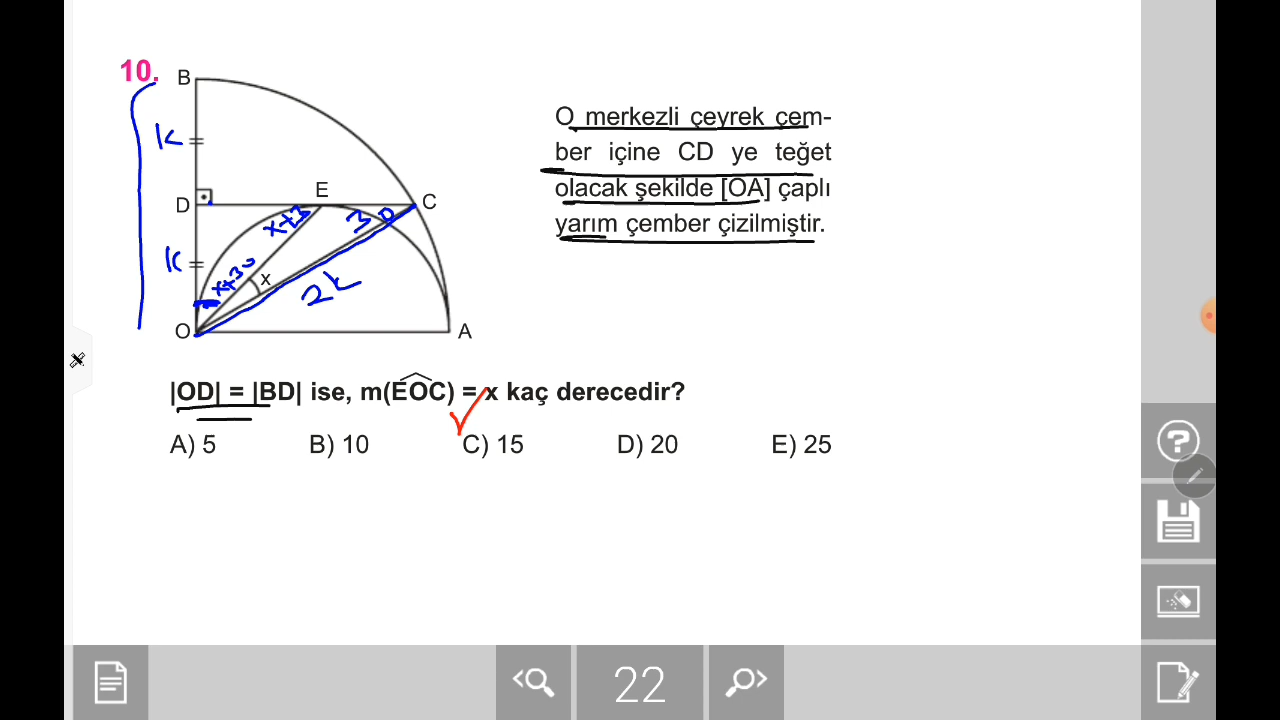 10.
B
K
D
E
C
x+3
30
K
x+30
x
2k
O
A
O merkezli çeyrek çem-
ber içine CD ye teğet
olacak şekilde [OA] çaplı
yarım çember çizilmiştir.
|OD| = |BD| ise, m(EOC) = x kaç derecedir?
A) 5 B) 10 C) 15 D) 20 E) 25
22